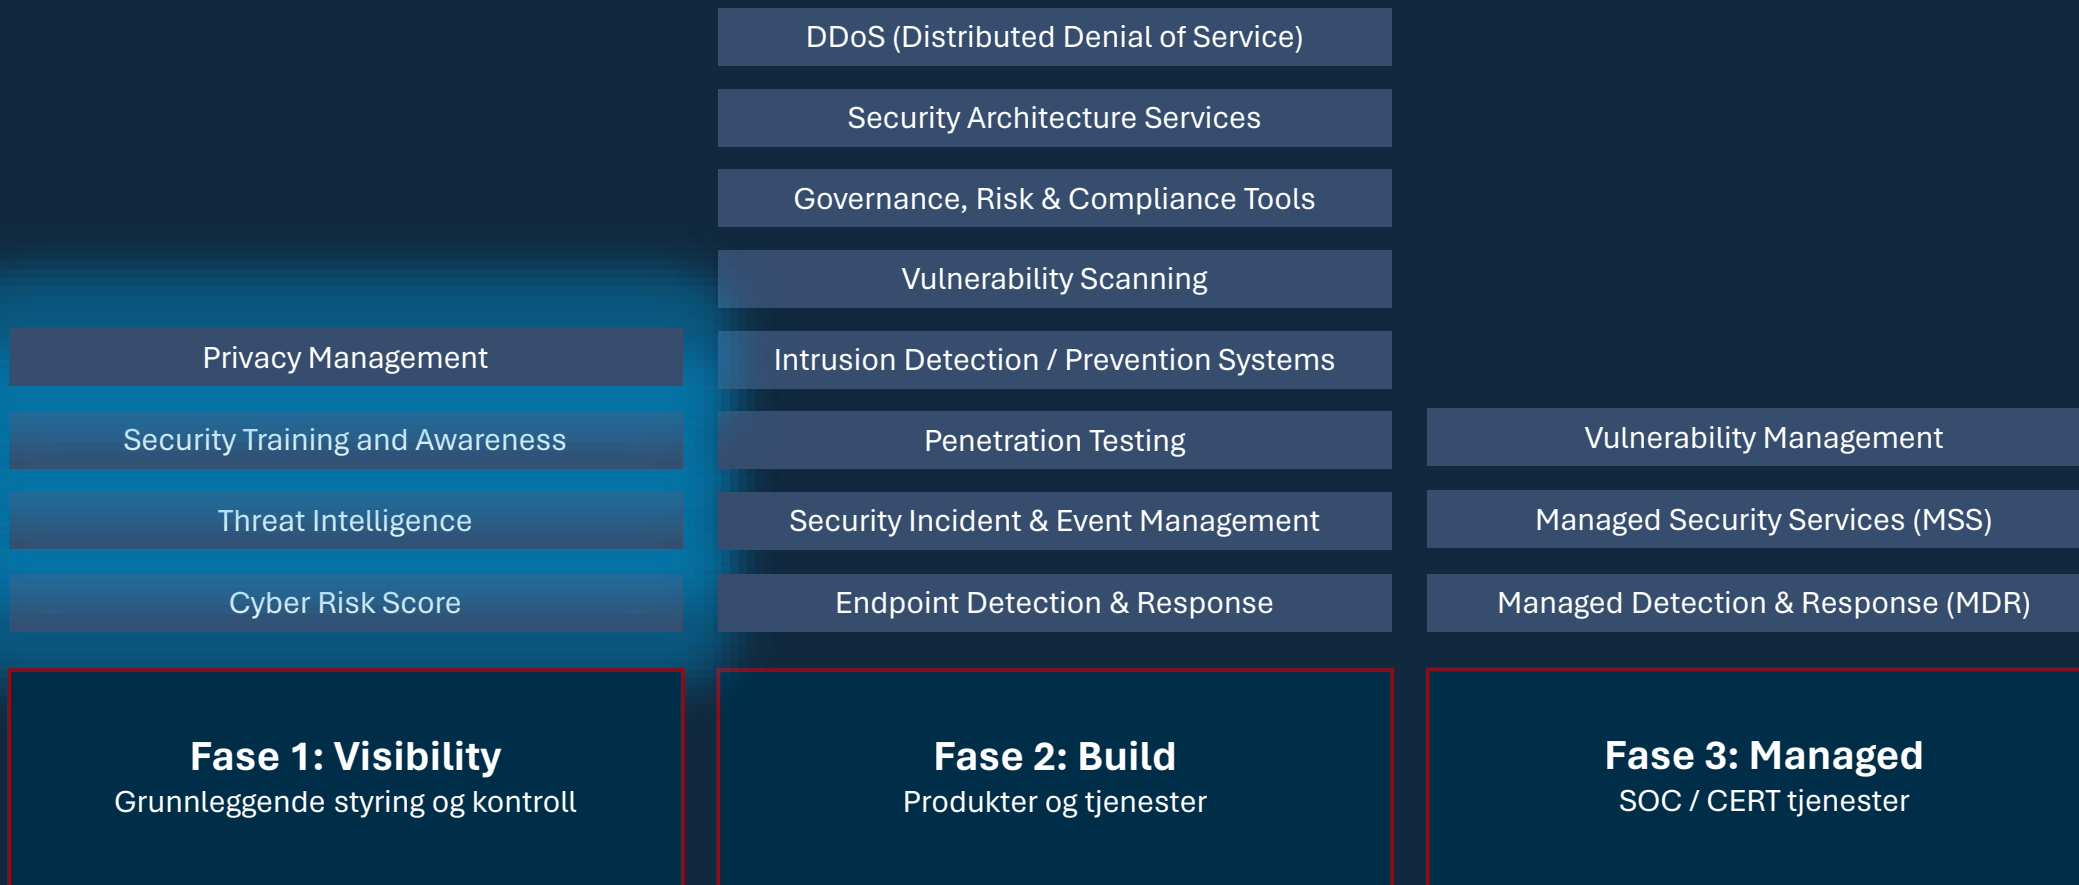 DDoS (Distributed Denial of Service)
Security Architecture Services
Governance, Risk & Compliance Tools
Vulnerability Scanning
Privacy Management
Intrusion Detection / Prevention Systems
Security Training and Awareness
Penetration Testing
Vulnerability Management
Threat Intelligence
Security Incident & Event Management
Managed Security Services (MSS)
Cyber Risk Score
Endpoint Detection & Response
Managed Detection & Response (MDR)
Fase 1: Visibility
Grunnleggende styring og kontroll
Fase 2: Build
Produkter og tjenester
Fase 3: Managed
SOC / CERT tjenester